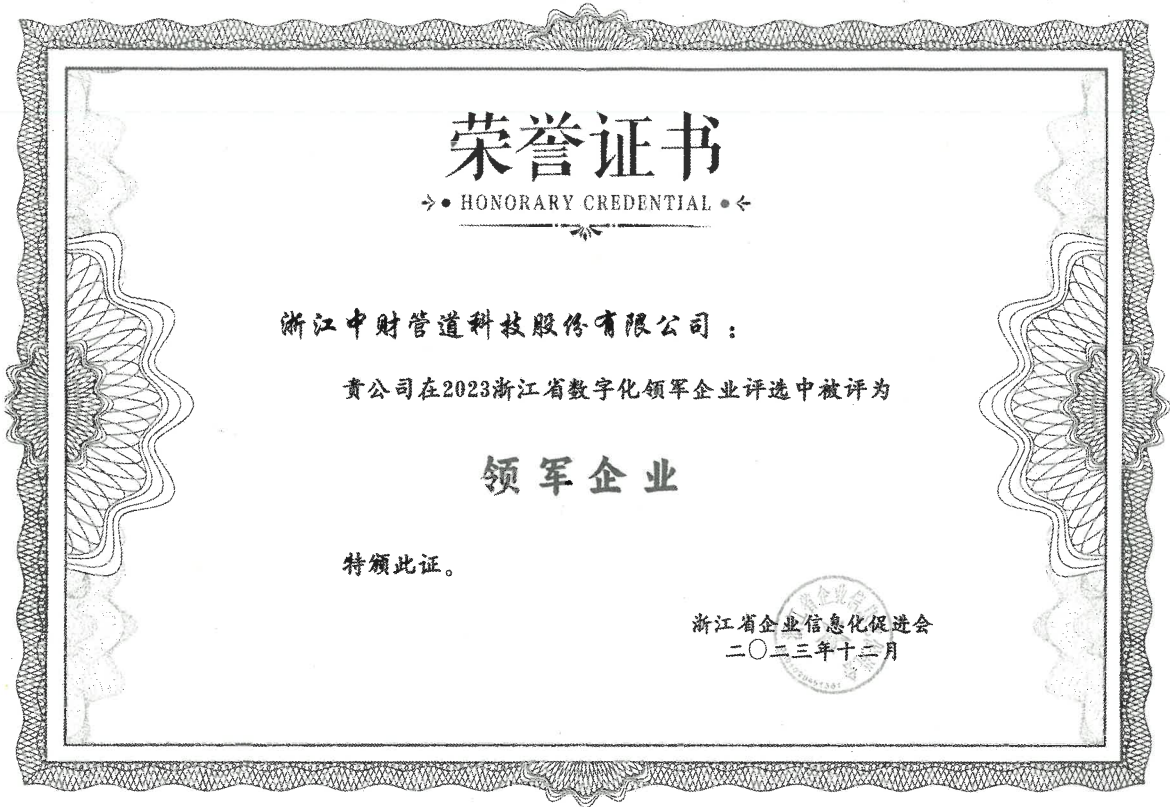 荣誉证书
HONORARY CREDENTIAL
浙江中财管道科技股份有限公司：
贵公司在2023浙江省数字化领军企业评选中被评为
领军企业
特颁此证。
浙江省企业信息化促进会
二〇二三年十二月